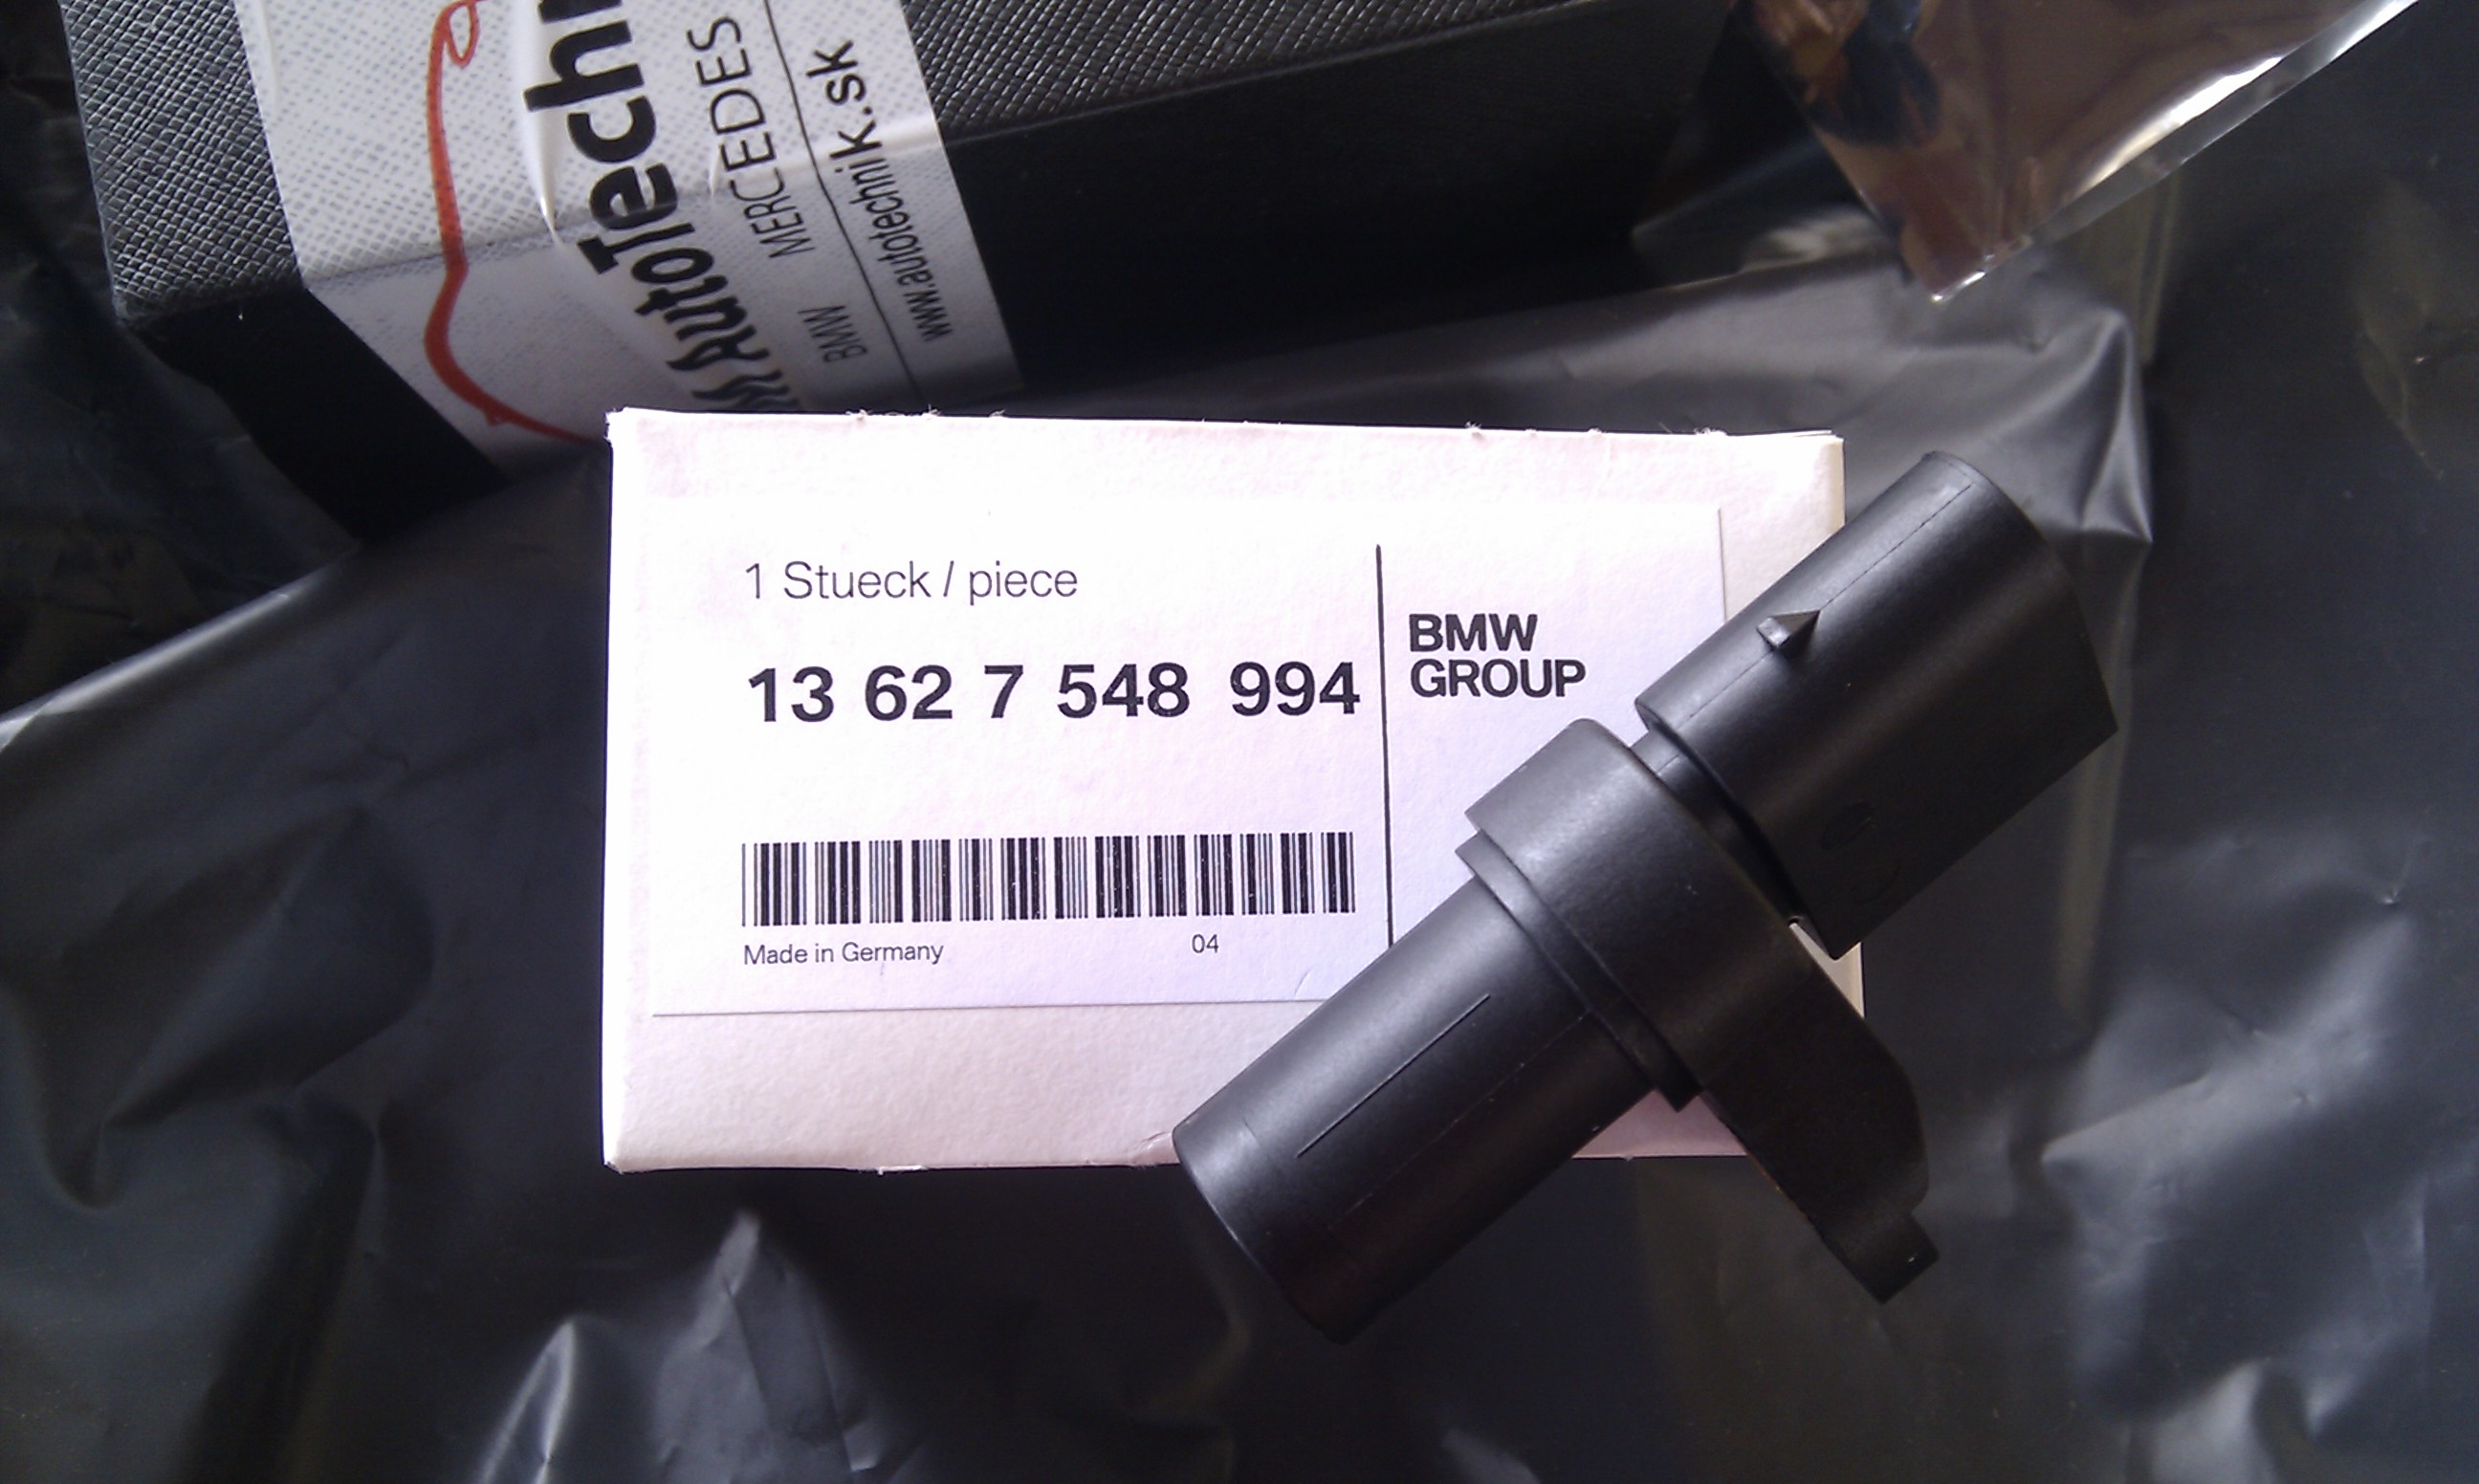 M AutoTech
BMW MERCEDES
www.autotechnik.sk
1 Stueck / piece
13 62 7 548 994
BMW
GROUP
Made in Germany 04